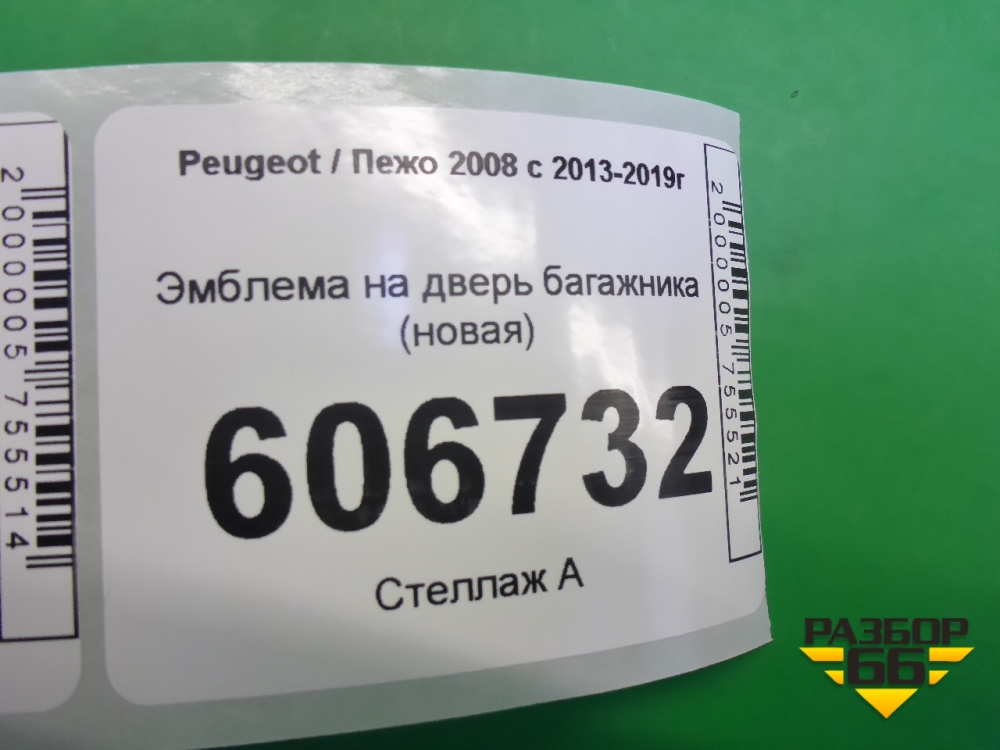 2000005755514
Peugeot / Пежо 2008 с 2013-2019г
Эмблема на дверь багажника
(новая)
606732
Стеллаж А
2000005755521
РАЗБОР
66